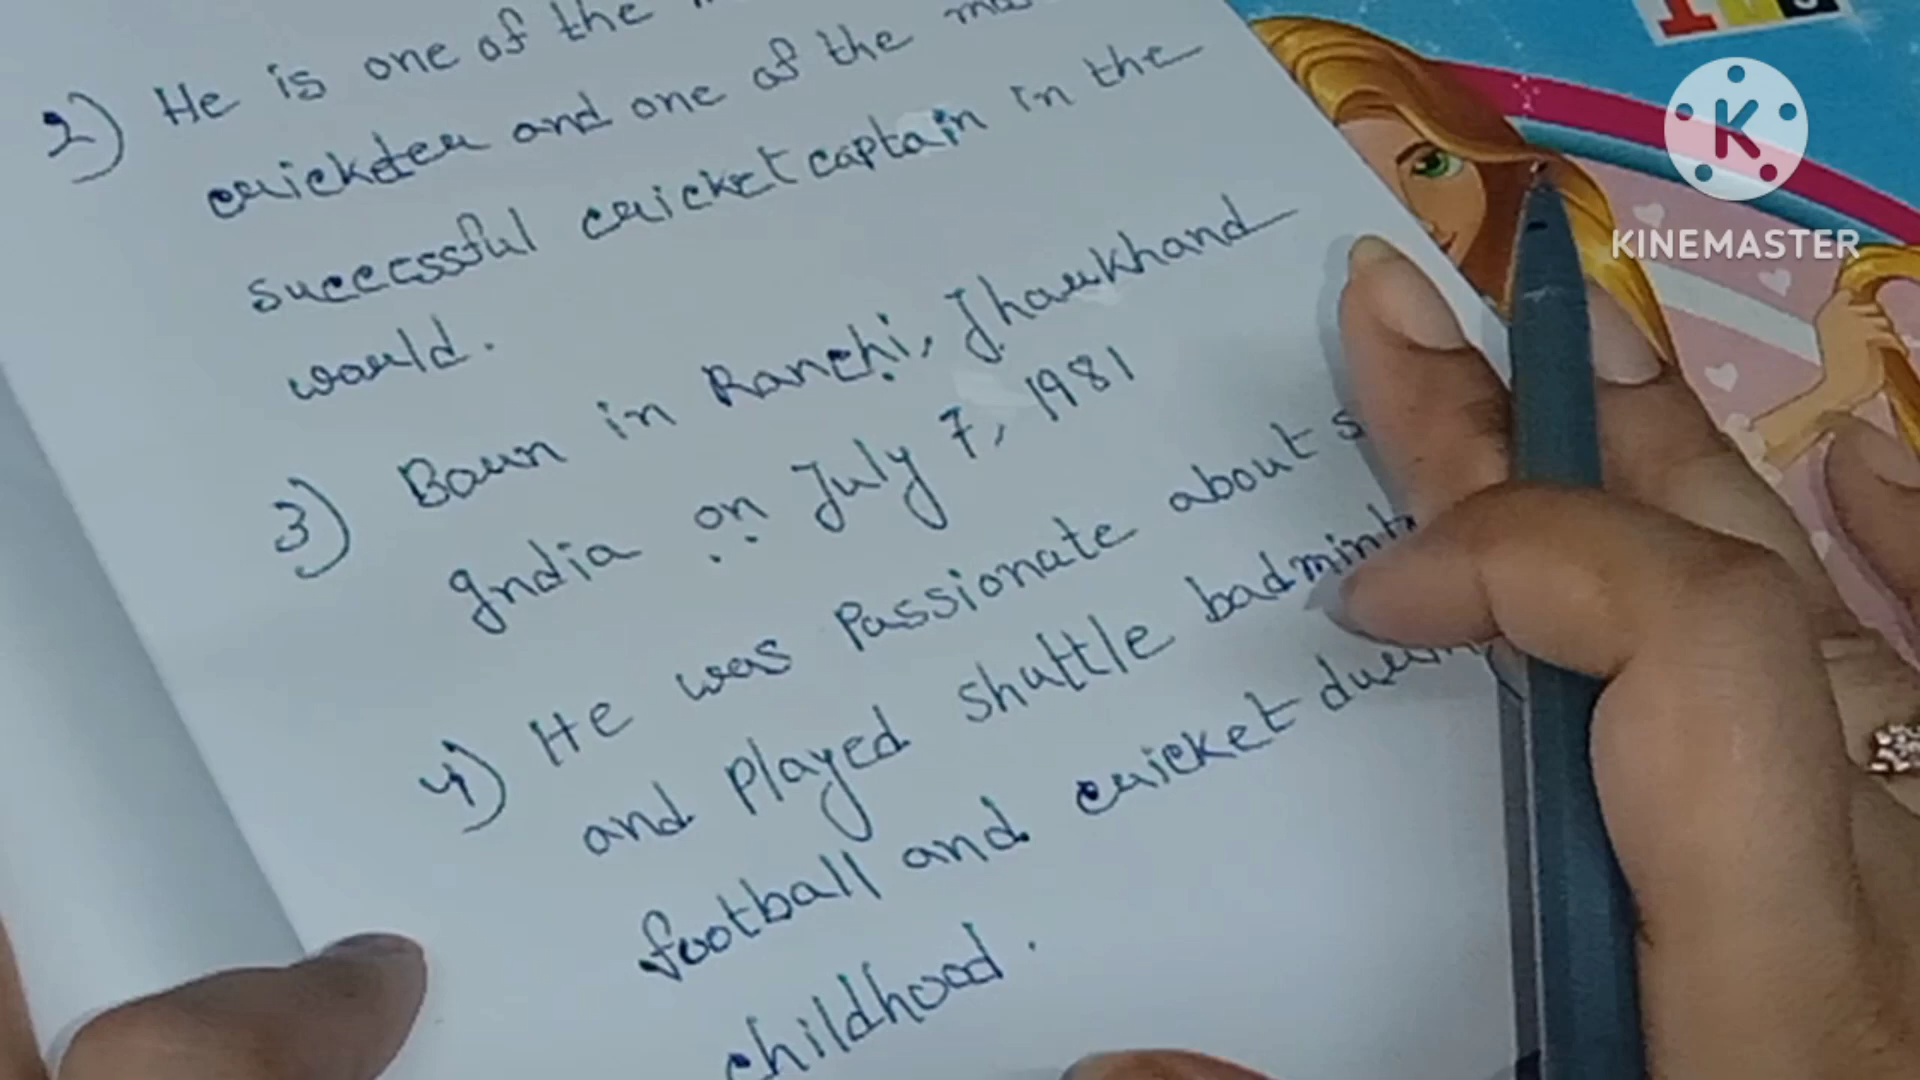 2) He is one of the
cricketer and one of the
successful cricket captain in the
world.
3) Born in Ranchi, Jharkhand
India on July 7, 1981
4) He was Passionate about
and Played shuttle
football and cricket
childhood.
KINEMASTER